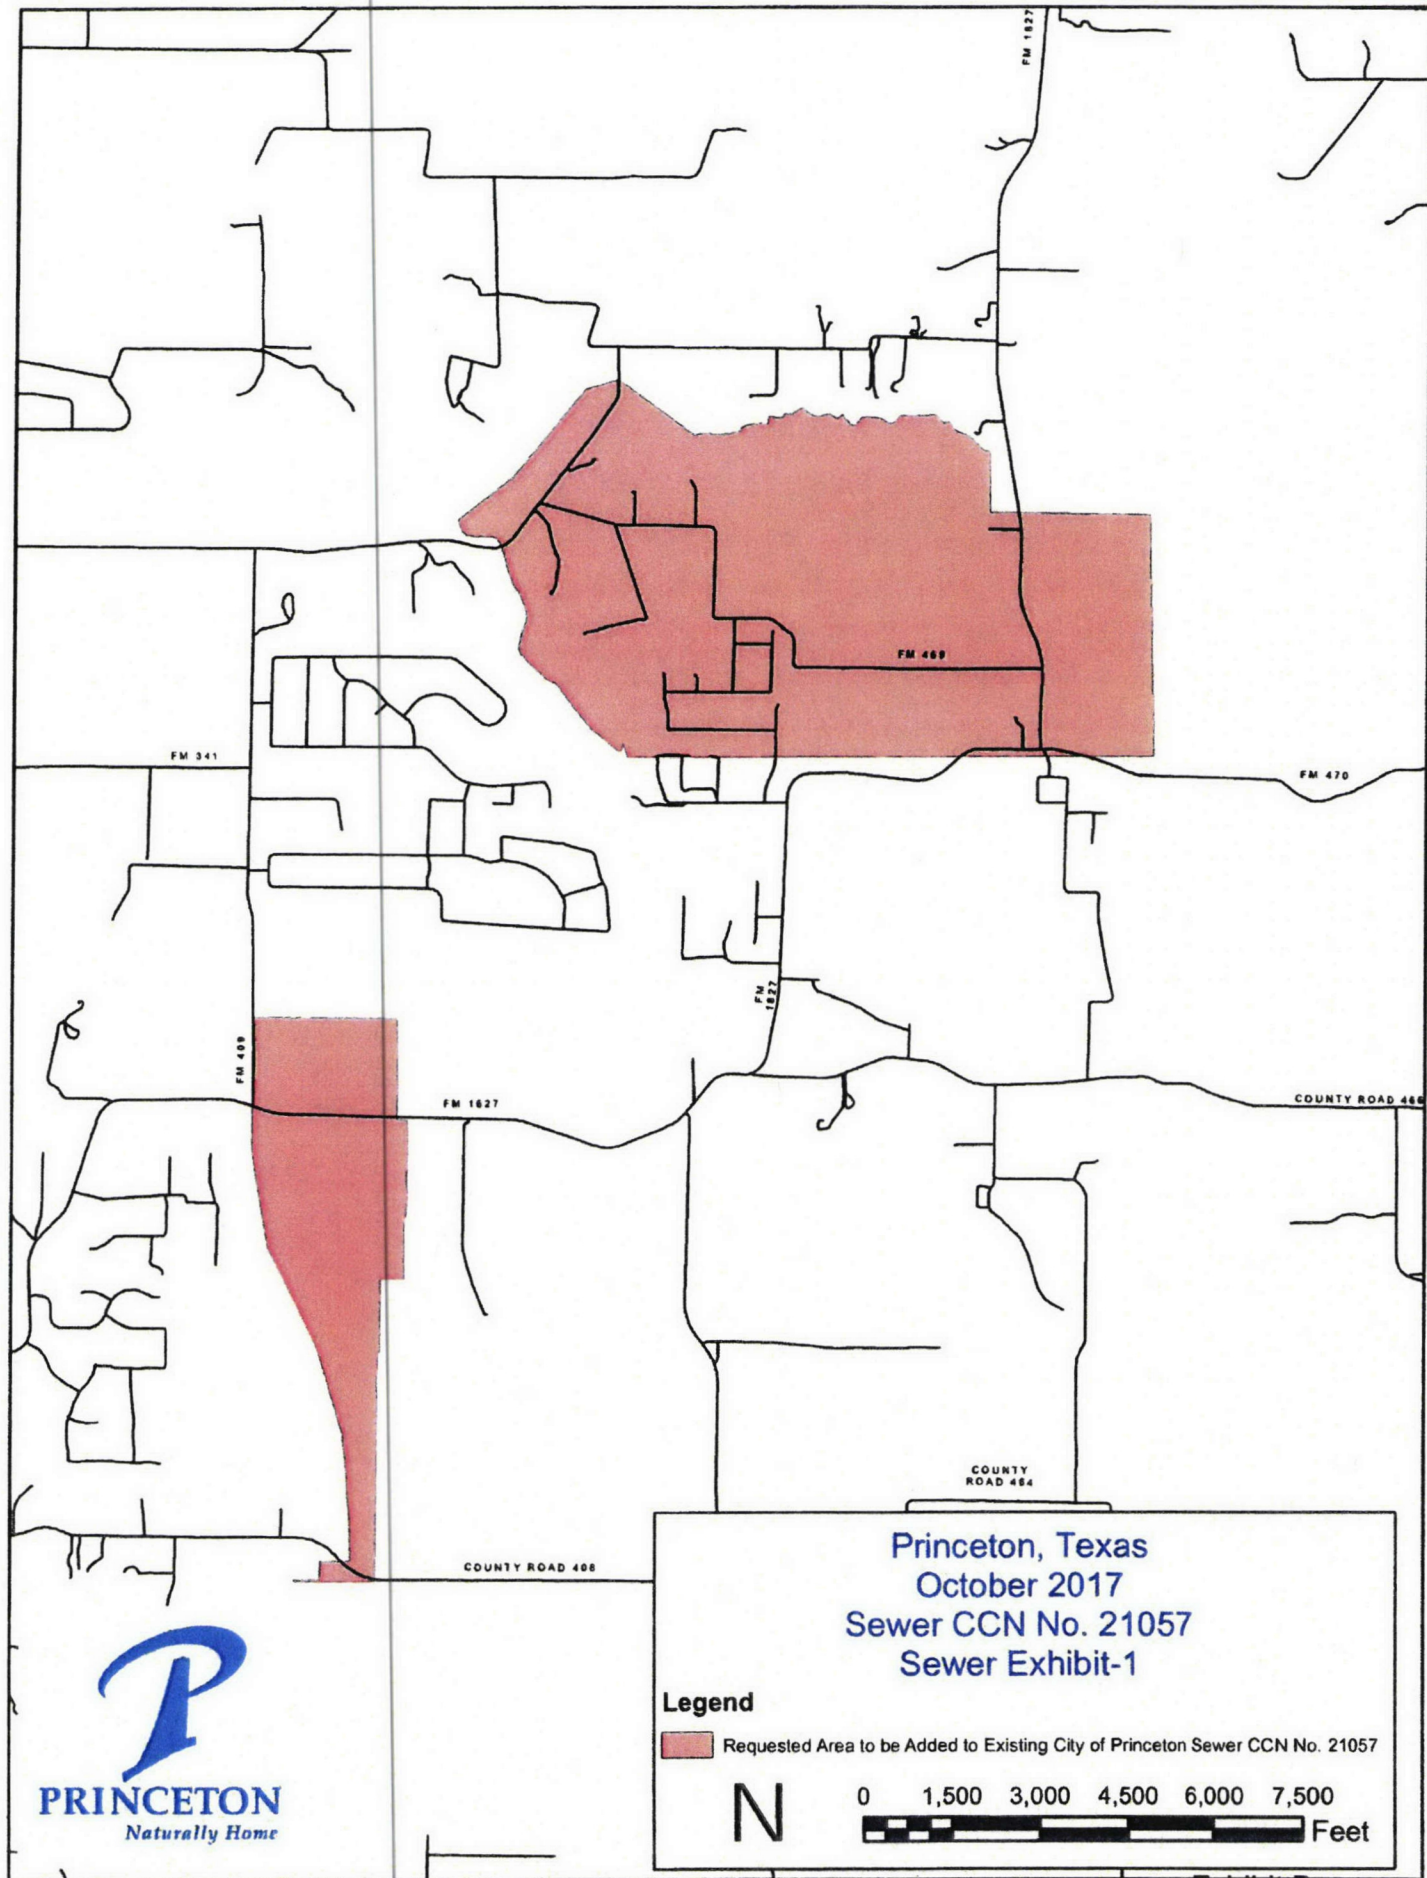 FM 1827
FM 469
FM 341
FM 470
FM
1827
FM 409
FM 1827
COUNTY ROAD 466
COUNTY
ROAD 464
COUNTY ROAD 408
Princeton, Texas
October 2017
Sewer CCN No. 21057
Sewer Exhibit-1
Legend
Requested Area to be Added to Existing City of Princeton Sewer CCN No. 21057
N
0 1,500 3,000 4,500 6,000 7,500
Feet
P
PRINCETON
Naturally Home